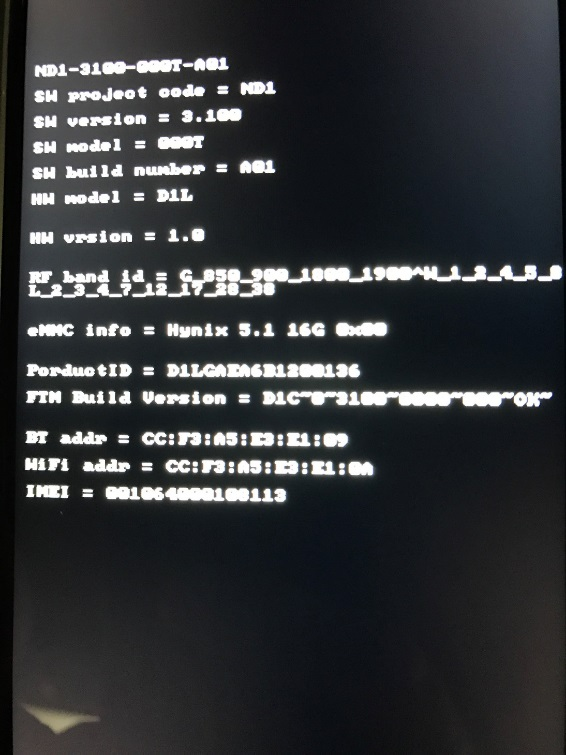 ND1-3100-000T-A01
SW project code = ND1
SW version = 3.100
SW model = 000T
SW build number = A01
HW model = D1L
HW vrsion = 1.0
RF band id = G_850_900_1800_1900^W_1_2_4_5_8
L_2_3_4_7_12_17_28_38
eMMC info = Hynix 5.1 16G 0x00
PorductID = D1LGAEA6B1200136
FTM Build Version = D1C~0~3100~0000~000~OK~
BT addr = CC:F3:A5:E3:E1:09
WiFi addr = CC:F3:A5:E3:E1:0A
IMEI = 001064000108113